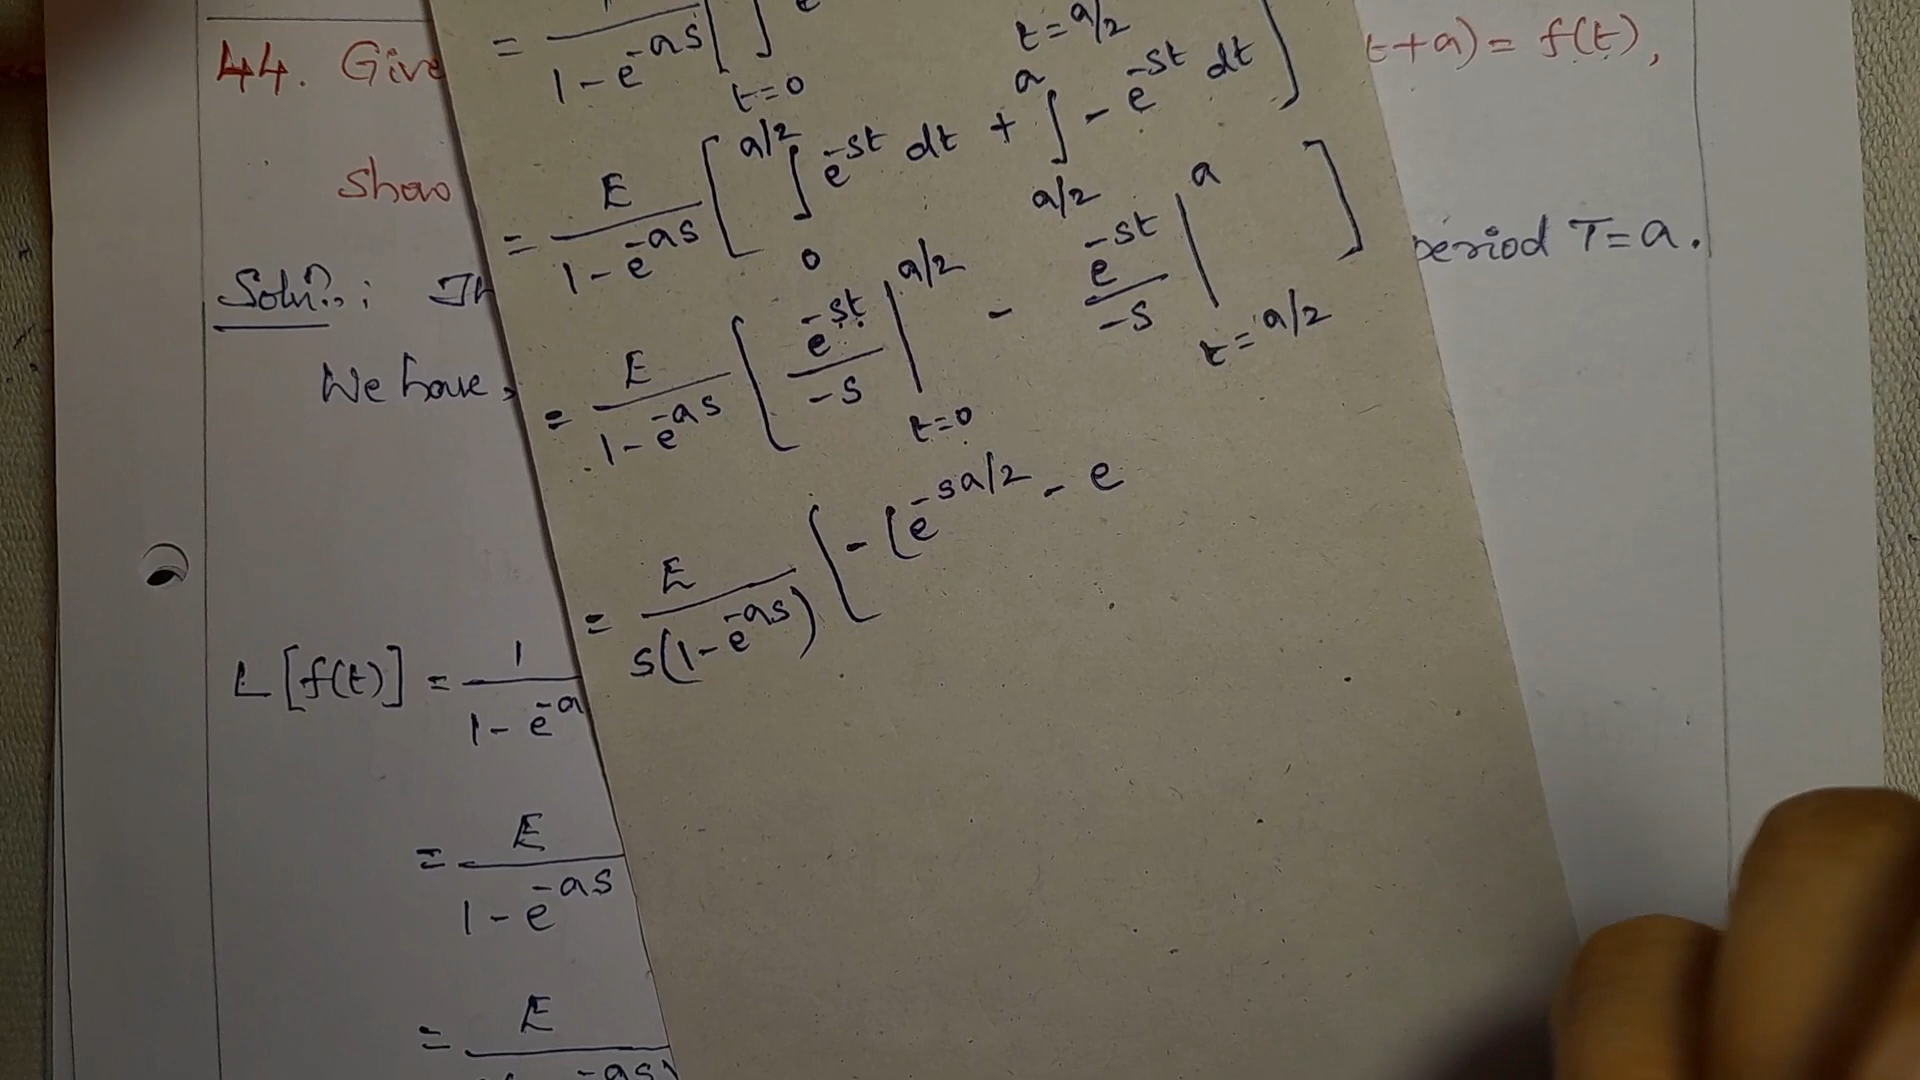 44. Give
t+a) = f(t),
Show
Soln. : Th
period T = a.
We have,
L[f(t)] = 1 / 1 - e^-a
= E / 1 - e^-as
= E
= 1 / 1 - e^-as [ ∫ t=0 e
t = a/2
= E / 1 - e^-as [ ∫ 0 a/2 e^-st dt + ∫ a/2 a - e^-st dt ]
= E / 1 - e^-as [ e^-st / -s | t=0 a/2 - e^-st / -s | t = a/2 a ]
= E / s(1 - e^-as) [ - (e^-sa/2 - e